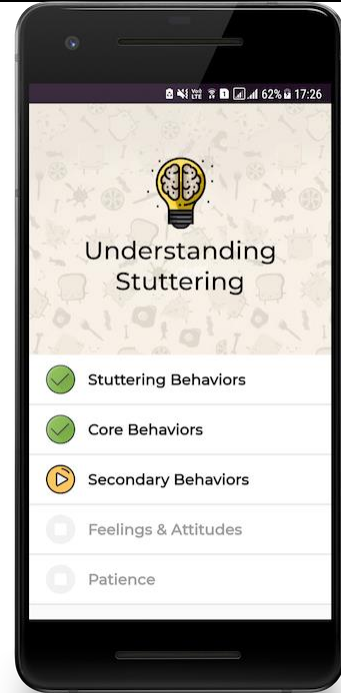 62% 17:26
Understanding
Stuttering
Stuttering Behaviors
Core Behaviors
Secondary Behaviors
Feelings & Attitudes
Patience